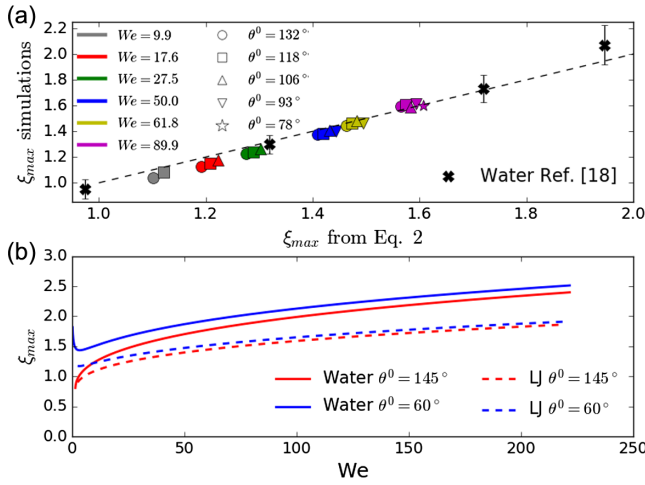 (a)
2.2
2.0
1.8
1.6
1.4
1.2
1.0
ξmax simulations
We = 9.9
We = 17.6
We = 27.5
We = 50.0
We = 61.8
We = 89.9
θ⁰ = 132°
θ⁰ = 118°
θ⁰ = 106°
θ⁰ = 93°
θ⁰ = 78°
Water Ref. [18]
1.0 1.2 1.4 1.6 1.8 2.0
ξmax from Eq. 2
(b)
3.0
2.5
2.0
1.5
1.0
0.5
0.0
ξmax
Water θ⁰ = 145° LJ θ⁰ = 145°
Water θ⁰ = 60° LJ θ⁰ = 60°
0 50 100 150 200 250
We